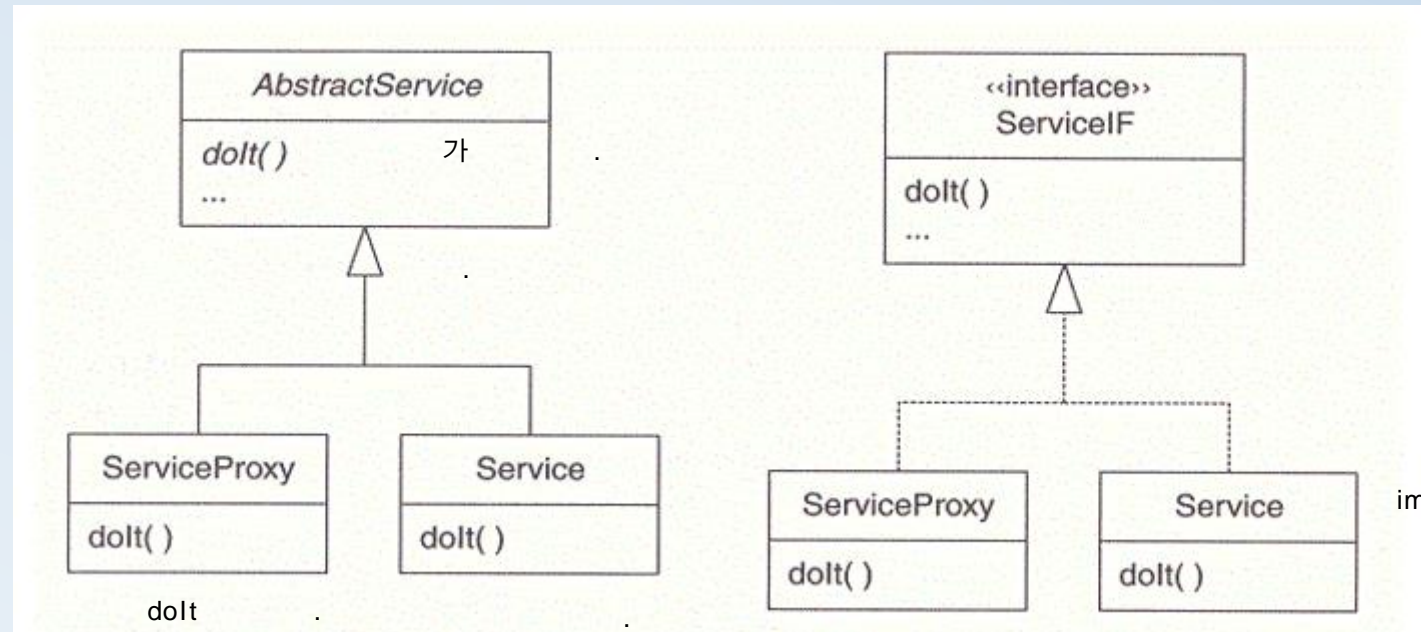 AbstractService
doIt( )
가 .
...
.
ServiceProxy
doIt( )
Service
doIt( )
doIt . .
‹‹interface››
ServiceIF
doIt( )
...
ServiceProxy
doIt( )
Service
doIt( )
im